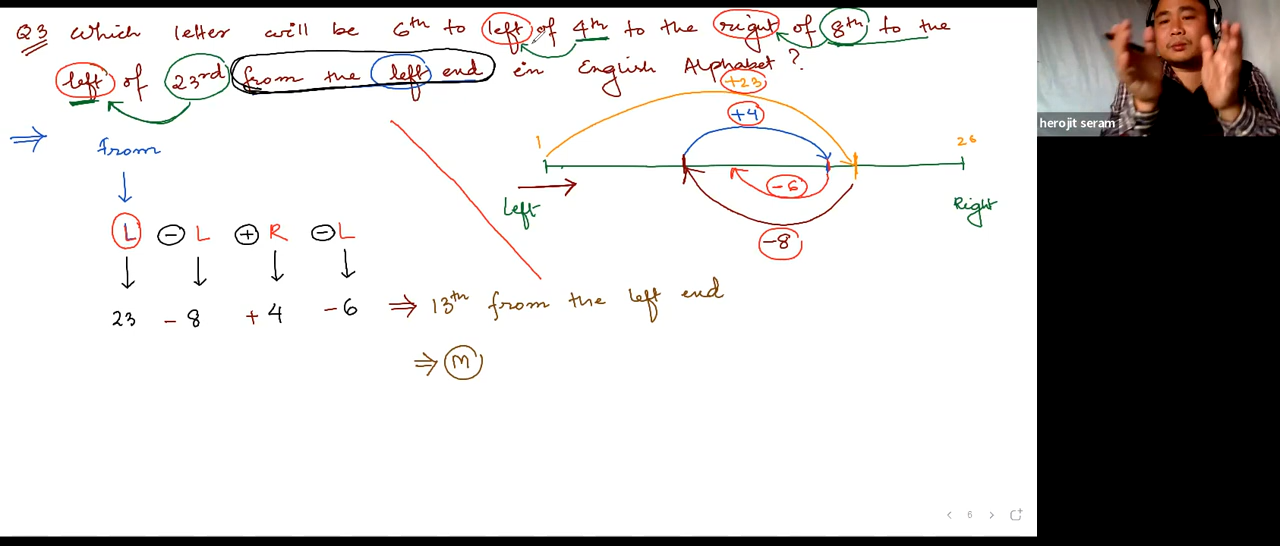 Q3 Which letter will be 6th to left of 4th to the right of 8th to the
left of 23rd from the left end in English Alphabet?
+23
+4
⇒ from
1
26
-6
Left
Right
L - L + R - L
-8
23 - 8 + 4 - 6 ⇒ 13th from the left end
⇒ M
herojit seram
< 6 >